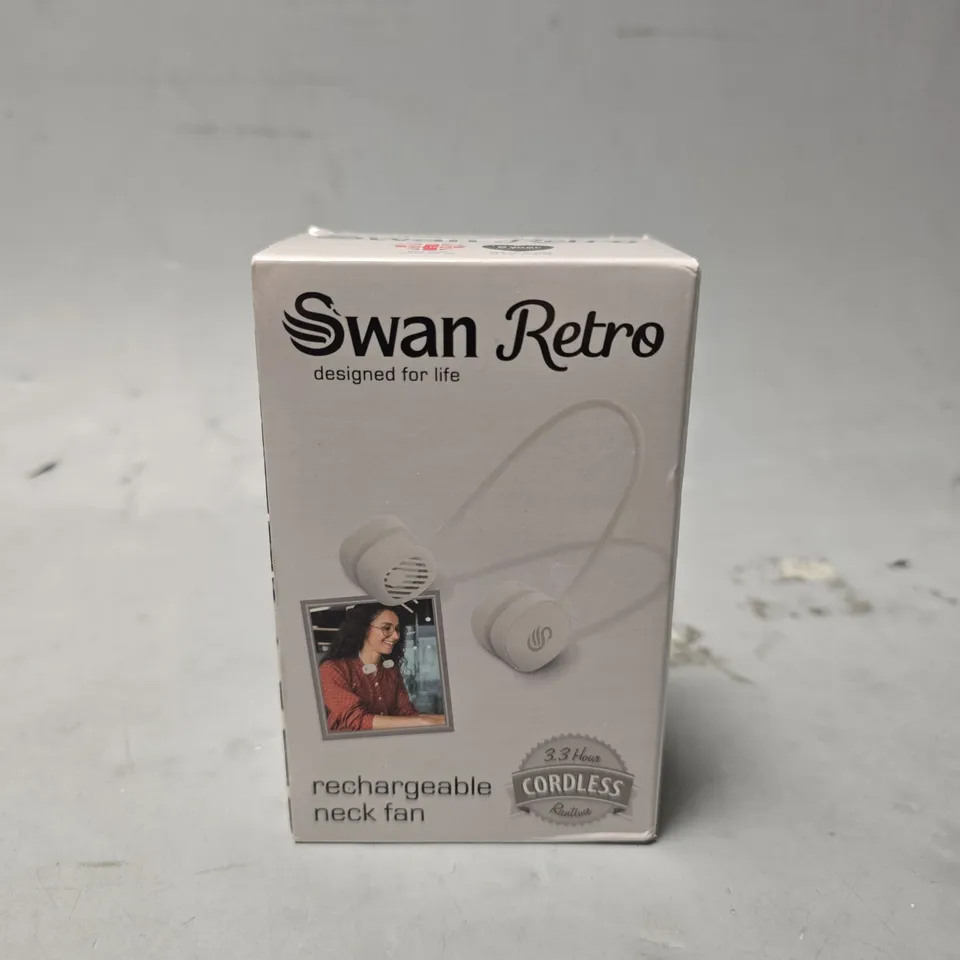 Swan Retro
designed for life
rechargeable
neck fan
3.3 Hour
CORDLESS
Runtime